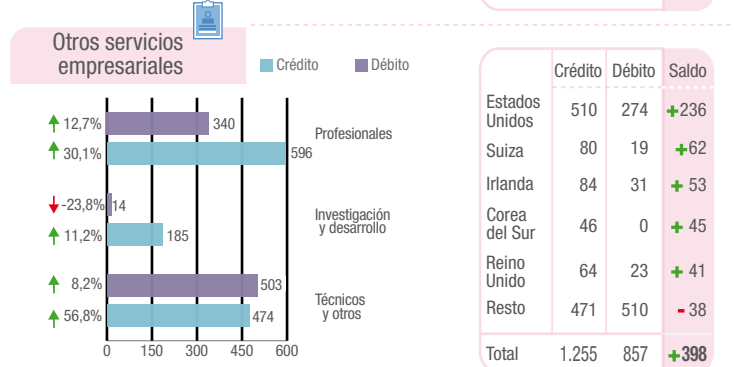 Otros servicios
empresariales
Crédito
Débito
12,7%
340
Profesionales
30,1%
596
-23,8%
14
Investigación
y desarrollo
11,2%
185
8,2%
503
Técnicos
y otros
56,8%
474
0 150 300 450 600
Crédito Débito Saldo
Estados
Unidos 510 274 +236
Suiza 80 19 +62
Irlanda 84 31 + 53
Corea
del Sur 46 0 + 45
Reino
Unido 64 23 + 41
Resto 471 510 - 38
Total 1.255 857 +398